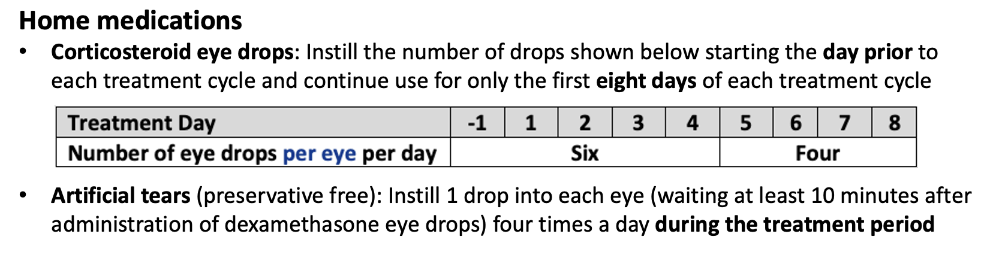 Home medications
• Corticosteroid eye drops: Instill the number of drops shown below starting the day prior to
each treatment cycle and continue use for only the first eight days of each treatment cycle
Treatment Day -1 1 2 3 4 5 6 7 8
Number of eye drops per eye per day Six Four
• Artificial tears (preservative free): Instill 1 drop into each eye (waiting at least 10 minutes after
administration of dexamethasone eye drops) four times a day during the treatment period